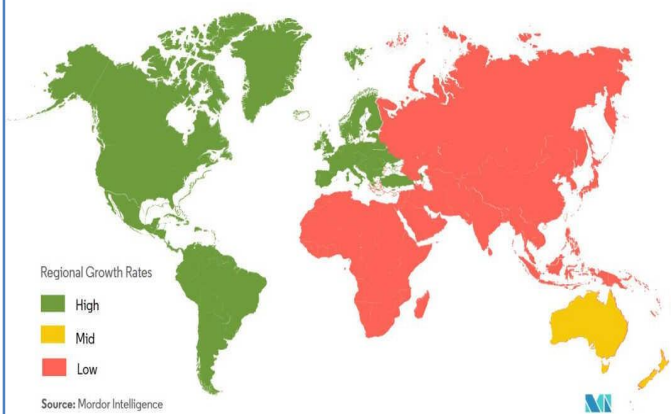 Regional Growth Rates
High
Mid
Low
Source: Mordor Intelligence